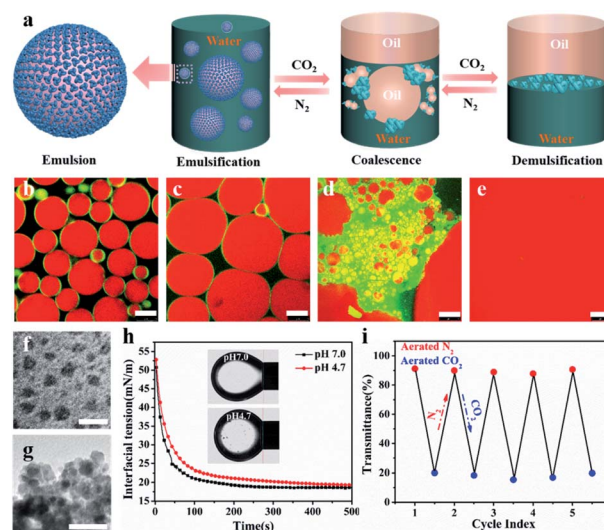 a
Water
CO2
N2
Oil
Oil
Water
CO2
N2
Oil
Water
Emulsion
Emulsification
Coalescence
Demulsification
b
c
d
e
f
g
h
Interfacial tension(mN/m)
55
50
45
40
35
30
25
20
15
0 100 200 300 400 500
Time(s)
pH 7.0
pH 4.7
pH7.0
pH4.7
i
Transmittance(%)
100
80
60
40
20
0
1 2 3 4 5
Cycle Index
Aerated N2
Aerated CO2
N2
CO2